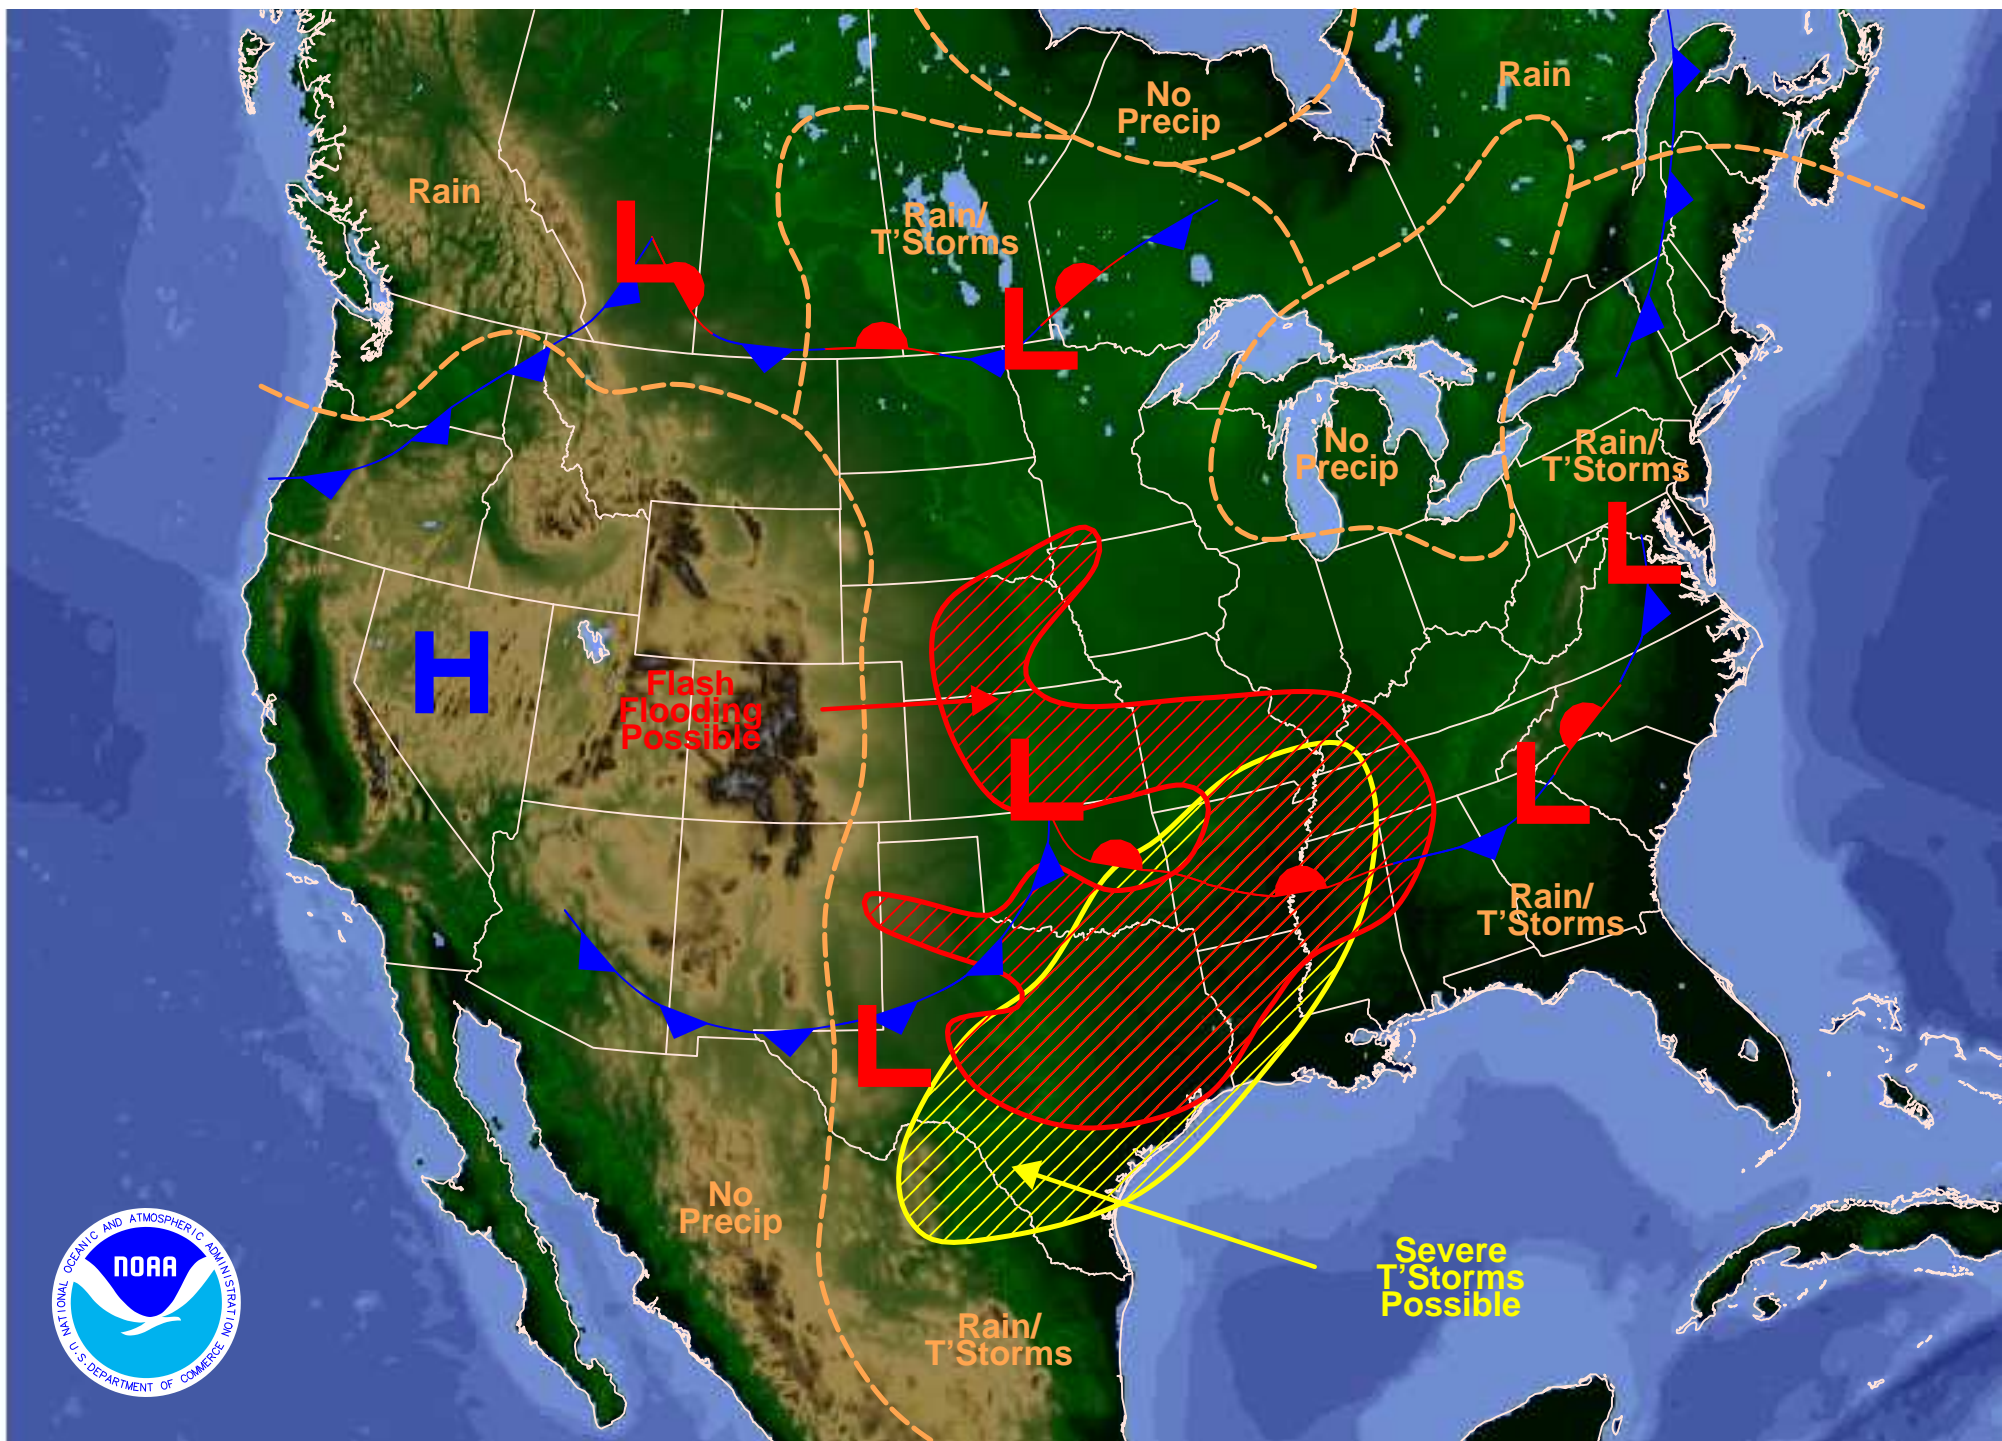 Rain
No
Precip
Rain
Rain/
T'Storms
No
Precip
Rain/
T'Storms
L
L
L
H
Flash
Flooding
Possible
L
L
Rain/
T'Storms
L
No
Precip
Severe
T'Storms
Possible
Rain/
T'Storms
NATIONAL OCEANIC AND ATMOSPHERIC ADMINISTRATION
NOAA
U.S. DEPARTMENT OF COMMERCE